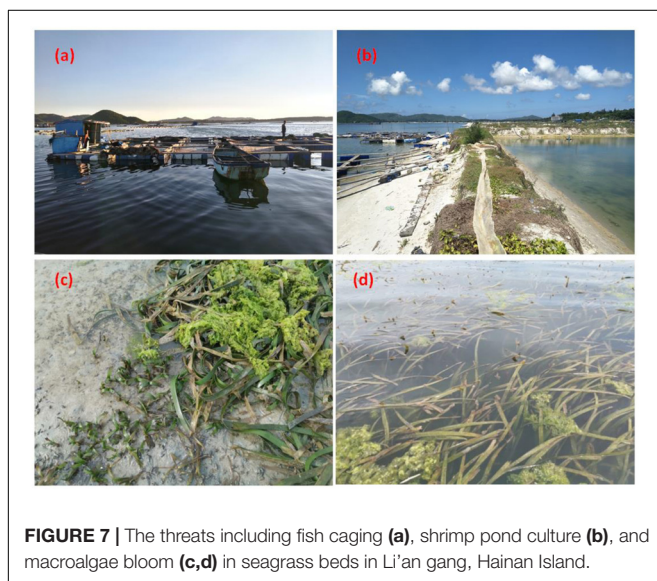 (a)
(b)
(c)
(d)
FIGURE 7 | The threats including fish caging (a), shrimp pond culture (b), and
macroalgae bloom (c,d) in seagrass beds in Li’an gang, Hainan Island.